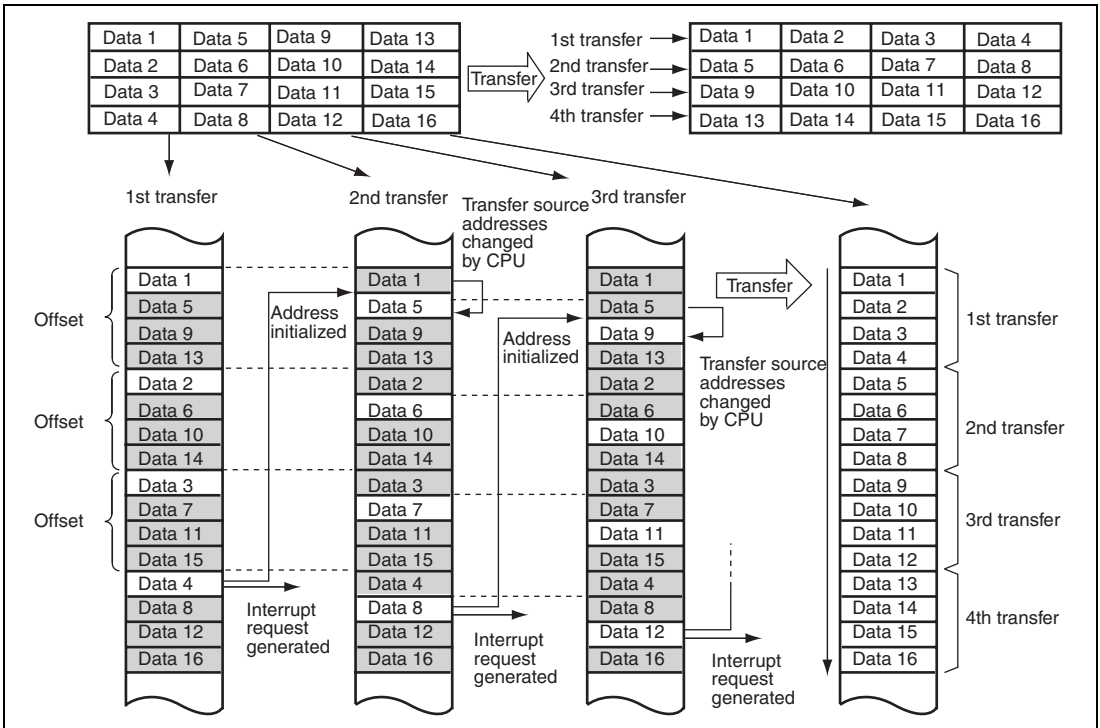 Data 1 Data 5 Data 9 Data 13
Data 2 Data 6 Data 10 Data 14
Data 3 Data 7 Data 11 Data 15
Data 4 Data 8 Data 12 Data 16
Transfer
1st transfer
2nd transfer
3rd transfer
4th transfer
Data 1 Data 2 Data 3 Data 4
Data 5 Data 6 Data 7 Data 8
Data 9 Data 10 Data 11 Data 12
Data 13 Data 14 Data 15 Data 16
1st transfer
Data 1
Data 5
Data 9
Data 13
Data 2
Data 6
Data 10
Data 14
Data 3
Data 7
Data 11
Data 15
Data 4
Data 8
Data 12
Data 16
Offset
Offset
Offset
Address
initialized
Interrupt
request
generated
2nd transfer
Transfer source
addresses
changed
by CPU
Data 1
Data 5
Data 9
Data 13
Data 2
Data 6
Data 10
Data 14
Data 3
Data 7
Data 11
Data 15
Data 4
Data 8
Data 12
Data 16
Address
initialized
Interrupt
request
generated
3rd transfer
Data 1
Data 5
Data 9
Data 13
Data 2
Data 6
Data 10
Data 14
Data 3
Data 7
Data 11
Data 15
Data 4
Data 8
Data 12
Data 16
Transfer
Transfer source
addresses
changed
by CPU
Interrupt
request
generated
Data 1
Data 2
Data 3
Data 4
Data 5
Data 6
Data 7
Data 8
Data 9
Data 10
Data 11
Data 12
Data 13
Data 14
Data 15
Data 16
1st transfer
2nd transfer
3rd transfer
4th transfer